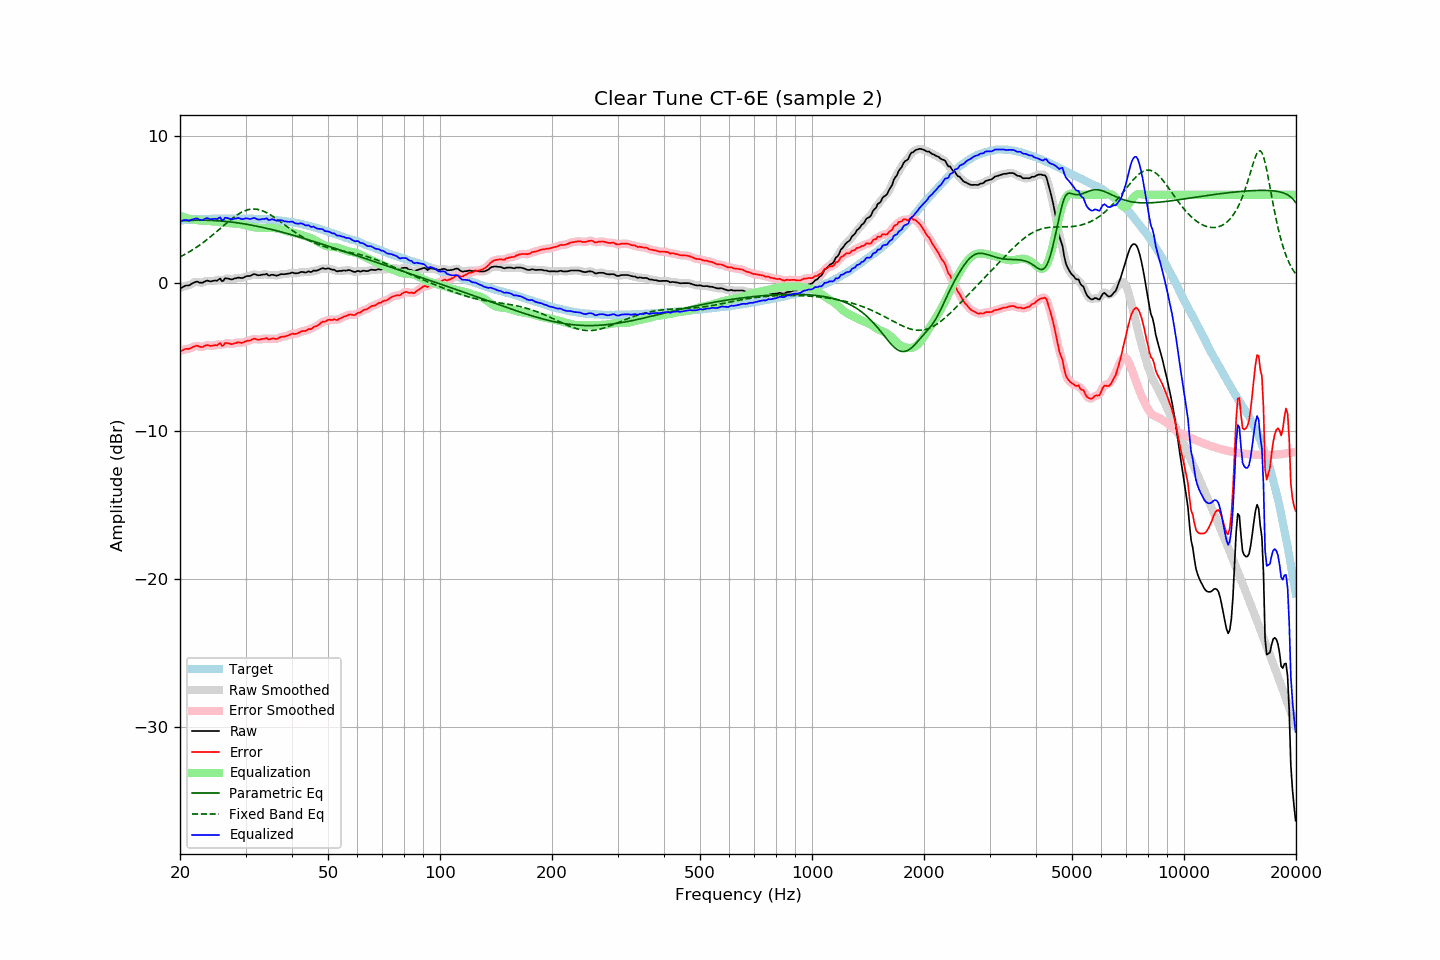 Clear Tune CT-6E (sample 2)
10
0
−10
−20
−30
Amplitude (dBr)
Target
Raw Smoothed
Error Smoothed
Raw
Error
Equalization
Parametric Eq
Fixed Band Eq
Equalized
20 50 100 200 500 1000 2000 5000 10000 20000
Frequency (Hz)